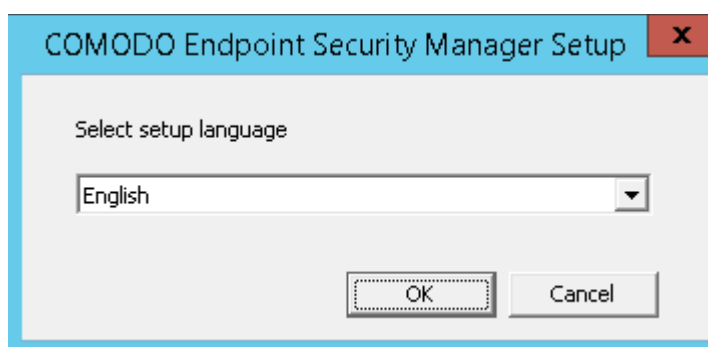 COMODO Endpoint Security Manager Setup
x
Select setup language
English
OK Cancel